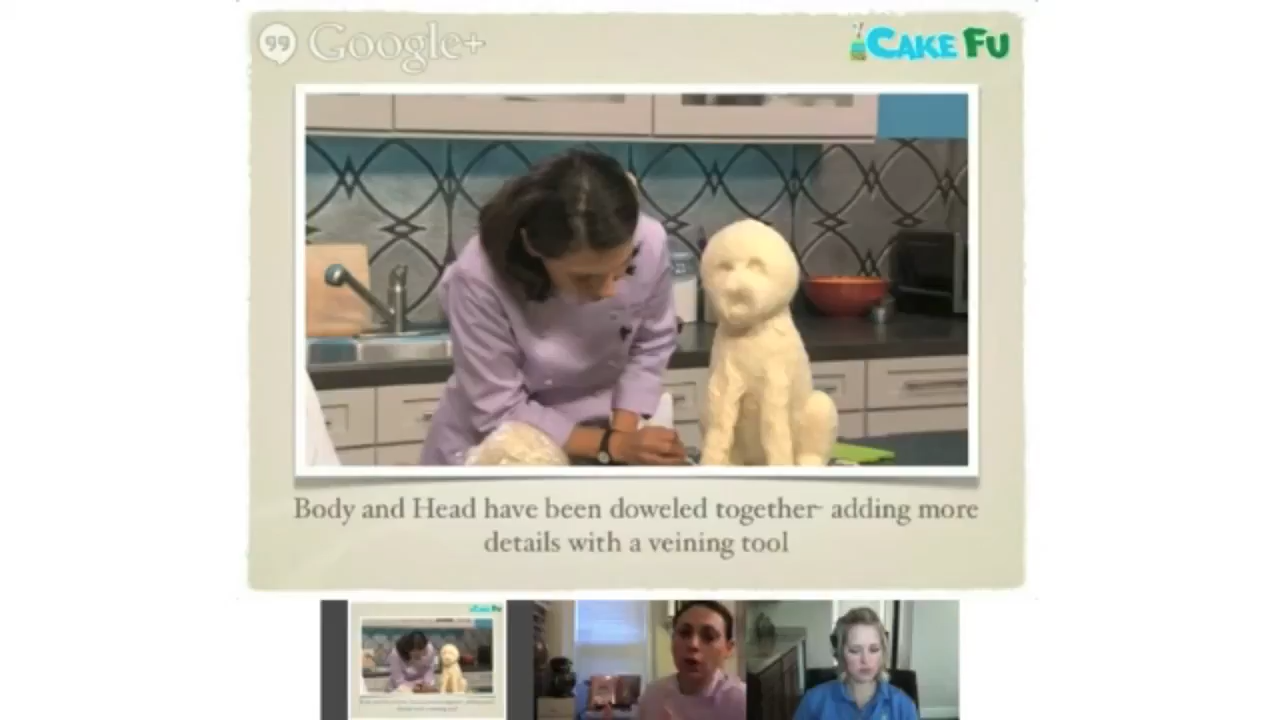 Google+
CAKE FU
Body and Head have been doweled together- adding more
details with a veining tool